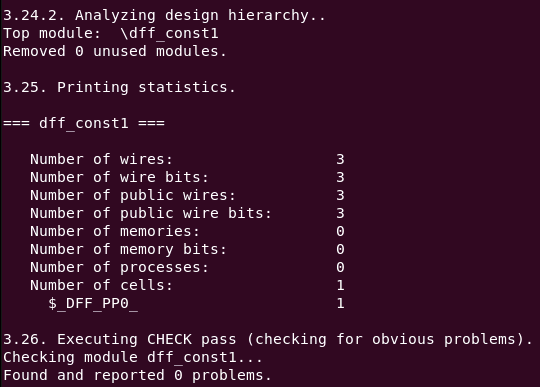 3.24.2. Analyzing design hierarchy..
Top module:  \dff_const1
Removed 0 unused modules.
3.25. Printing statistics.
=== dff_const1 ===
Number of wires: 3
Number of wire bits: 3
Number of public wires: 3
Number of public wire bits: 3
Number of memories: 0
Number of memory bits: 0
Number of processes: 0
Number of cells: 1
$_DFF_PP0_ 1
3.26. Executing CHECK pass (checking for obvious problems).
Checking module dff_const1...
Found and reported 0 problems.